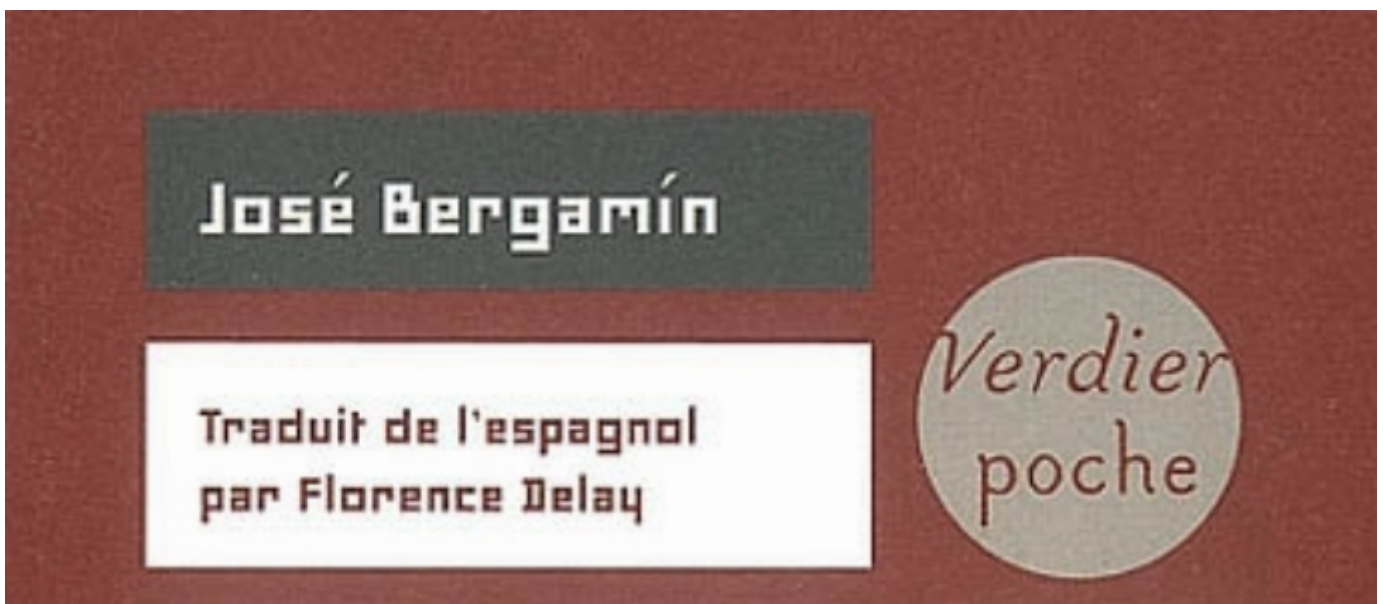 José Bergamín
Traduit de l'espagnol
par Florence Delay
Verdier
poche